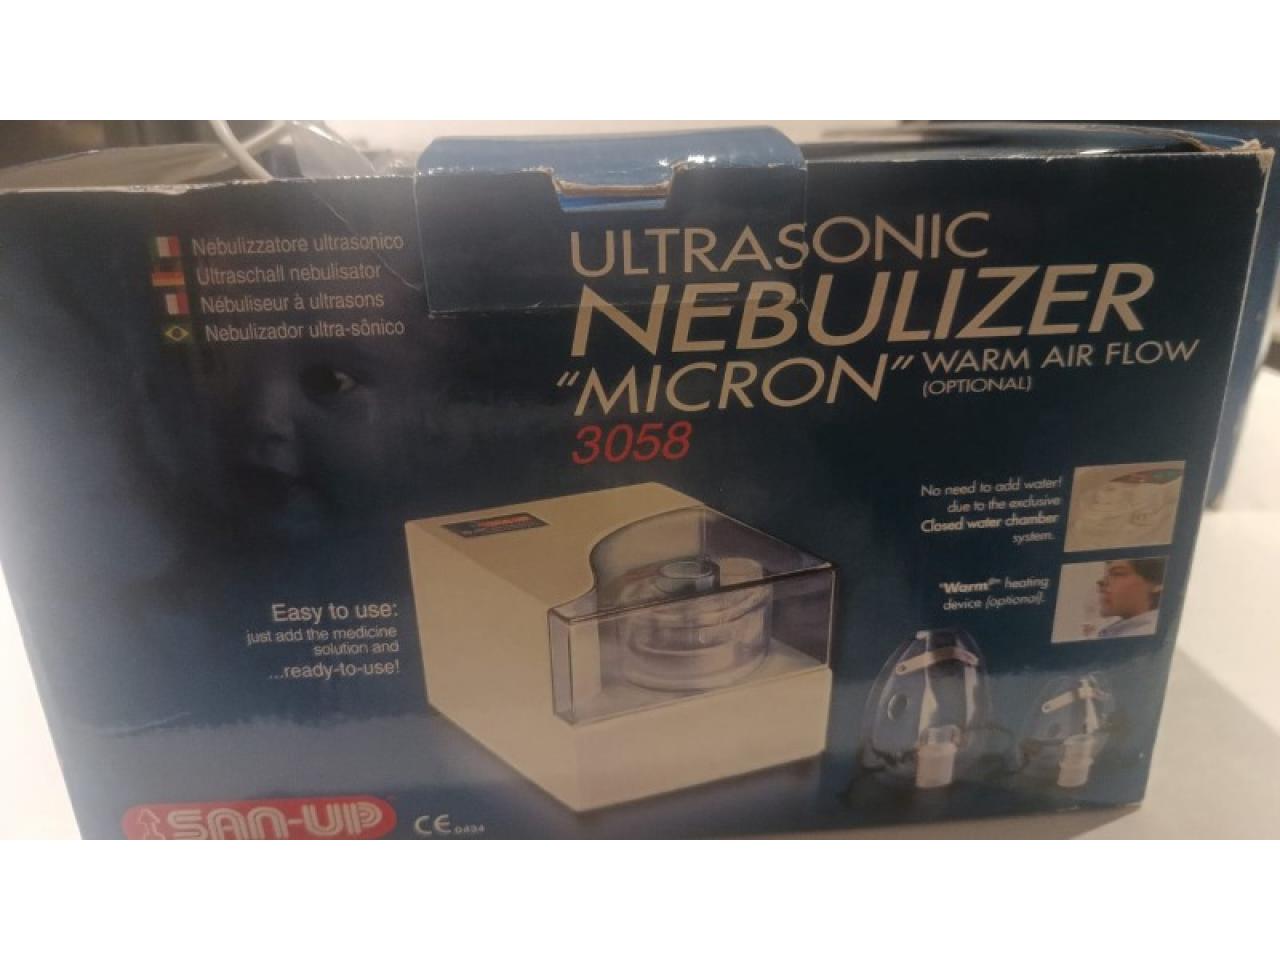 Nebulizzatore ultrasonico
Ultraschall nebulisator
Nébuliseur à ultrasons
Nebulizador ultra-sônico
ULTRASONIC
NEBULIZER
"MICRON" WARM AIR FLOW
(OPTIONAL)
3058
No need to add water!
due to the exclusive
Closed water chamber
system.
heating
device (optional).
Easy to use:
just add the medicine
solution and
...ready-to-use!
SAN-UP
CE 0434